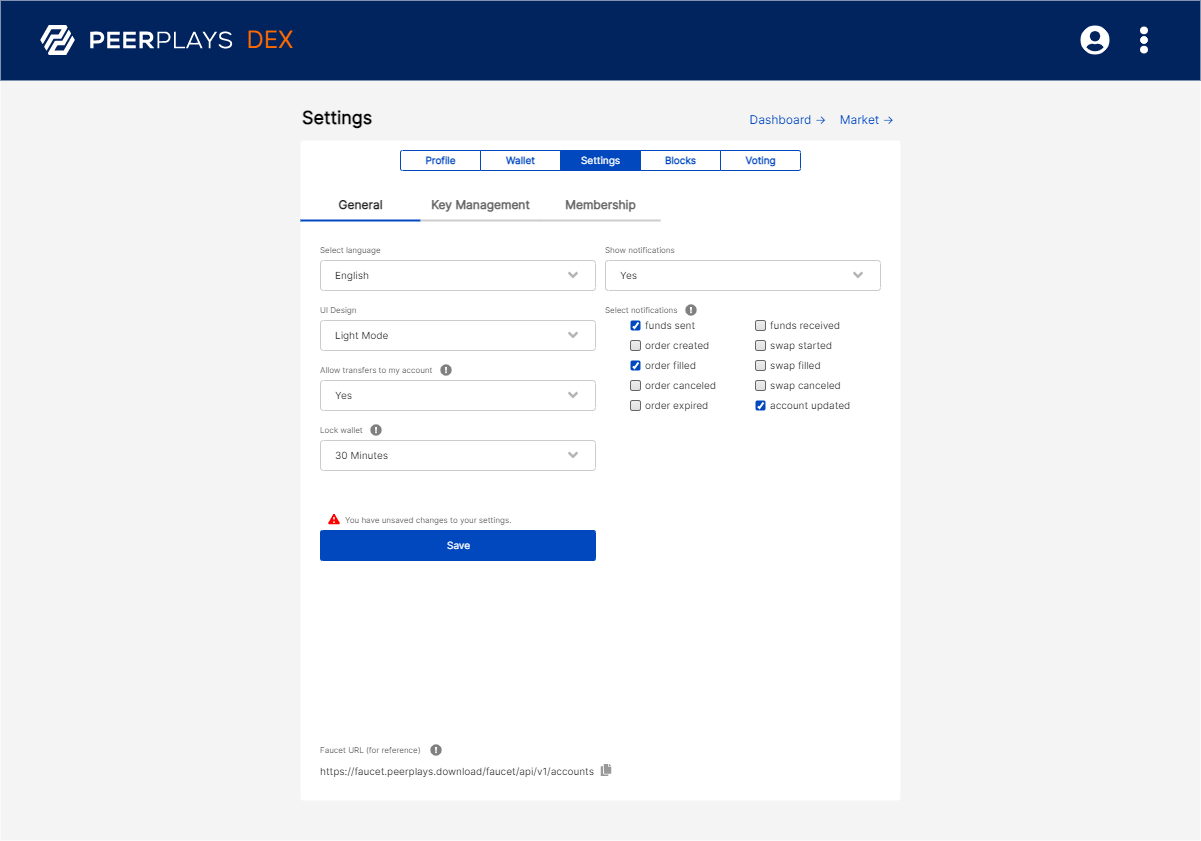 PEERPLAYS DEX
Settings
Dashboard → Market →
Profile Wallet Settings Blocks Voting
General Key Management Membership
Select language
English
UI Design
Light Mode
Allow transfers to my account
Yes
Lock wallet
30 Minutes
Show notifications
Yes
Select notifications
funds sent funds received
order created swap started
order filled swap filled
order canceled swap canceled
order expired account updated
You have unsaved changes to your settings.
Save
Faucet URL (for reference)
https://faucet.peerplays.download/faucet/api/v1/accounts